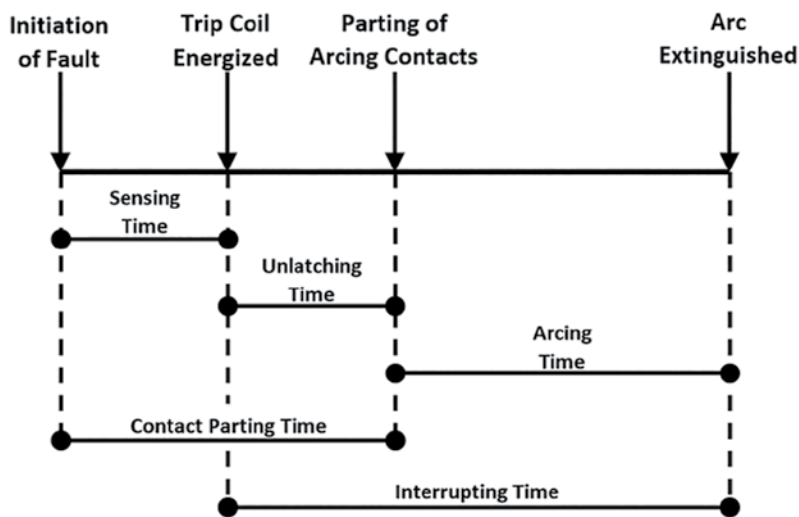 Initiation
of Fault
Trip Coil
Energized
Parting of
Arcing Contacts
Arc
Extinguished
Sensing
Time
Unlatching
Time
Arcing
Time
Contact Parting Time
Interrupting Time